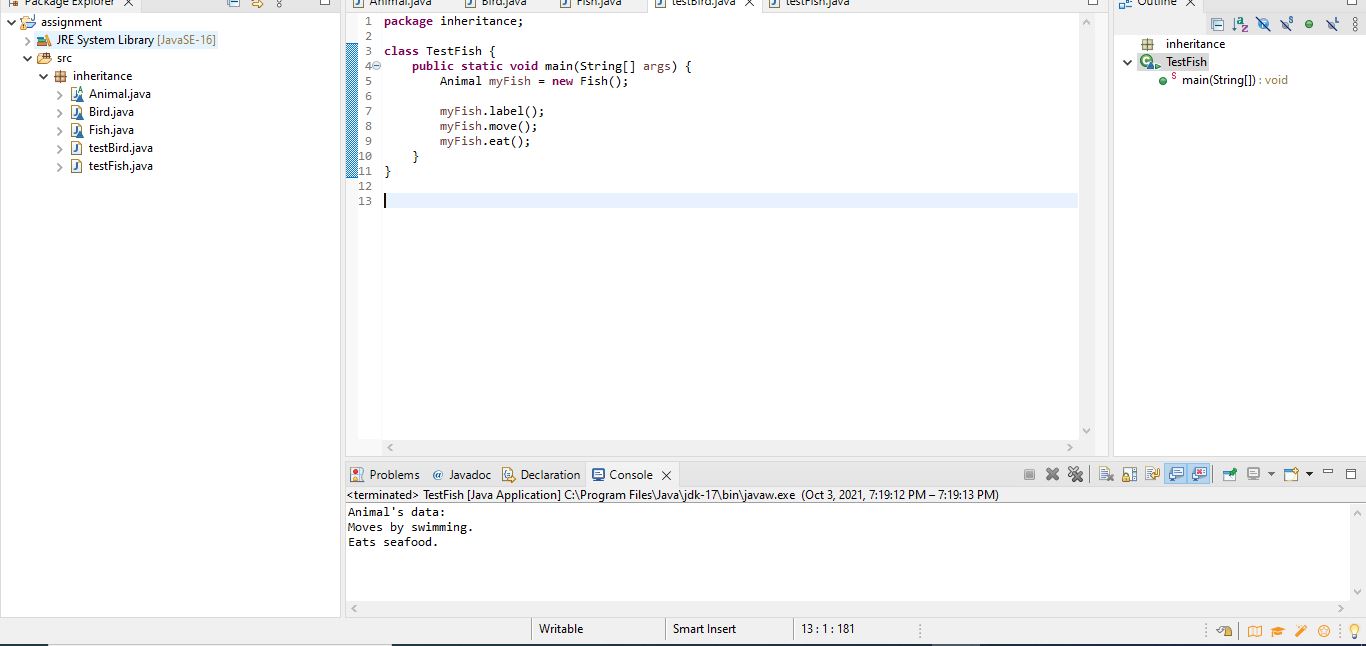 Package Explorer
assignment
JRE System Library [JavaSE-16]
src
inheritance
Animal.java
Bird.java
Fish.java
testBird.java
testFish.java
Animal.java Bird.java Fish.java testBird.java testFish.java
1 package inheritance;
2
3 class TestFish {
4 public static void main(String[] args) {
5 Animal myFish = new Fish();
6
7 myFish.label();
8 myFish.move();
9 myFish.eat();
10 }
11 }
12
13
Outline
inheritance
TestFish
main(String[]) : void
Problems @ Javadoc Declaration Console
<terminated> TestFish [Java Application] C:\Program Files\Java\jdk-17\bin\javaw.exe (Oct 3, 2021, 7:19:12 PM – 7:19:13 PM)
Animal's data:
Moves by swimming.
Eats seafood.
Writable Smart Insert 13 : 1 : 181